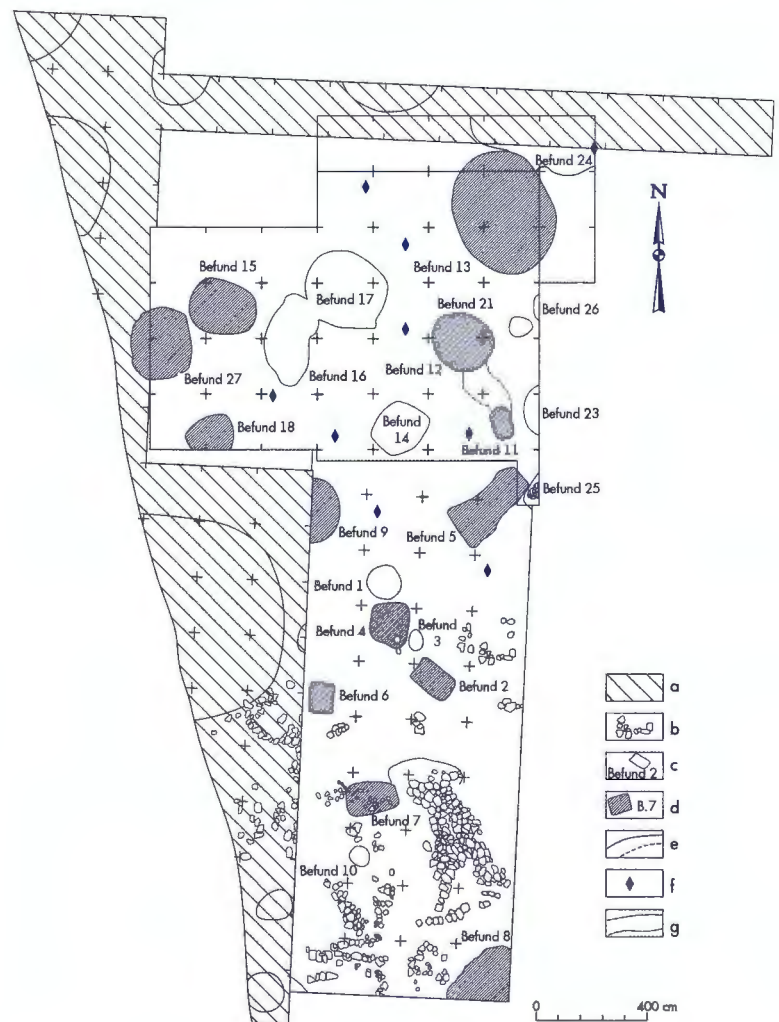 Befund 24
N
Befund 15
Befund 13
Befund 17
Befund 21
Befund 26
Befund 12
Befund 27
Befund 16
Befund 23
Befund 18
Befund
14
Befund 11
Befund 25
Befund 9
Befund 5
Befund 1
Befund 4
Befund
3
Befund 6
Befund 2
a
b
Befund 2
c
Befund 7
B.7
d
e
Befund 10
f
g
Befund 8
0
400 cm